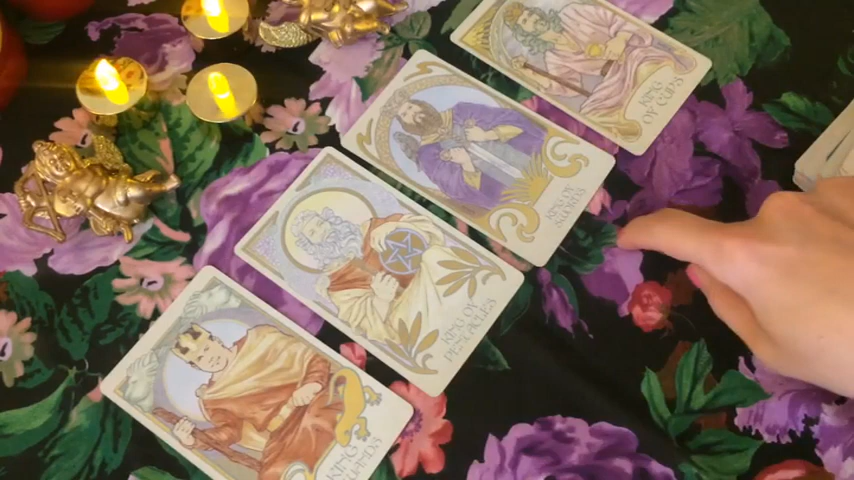 KING
OF CUPS
KING OF
SWORDS
KING OF
PENTACLES
KING
OF WANDS